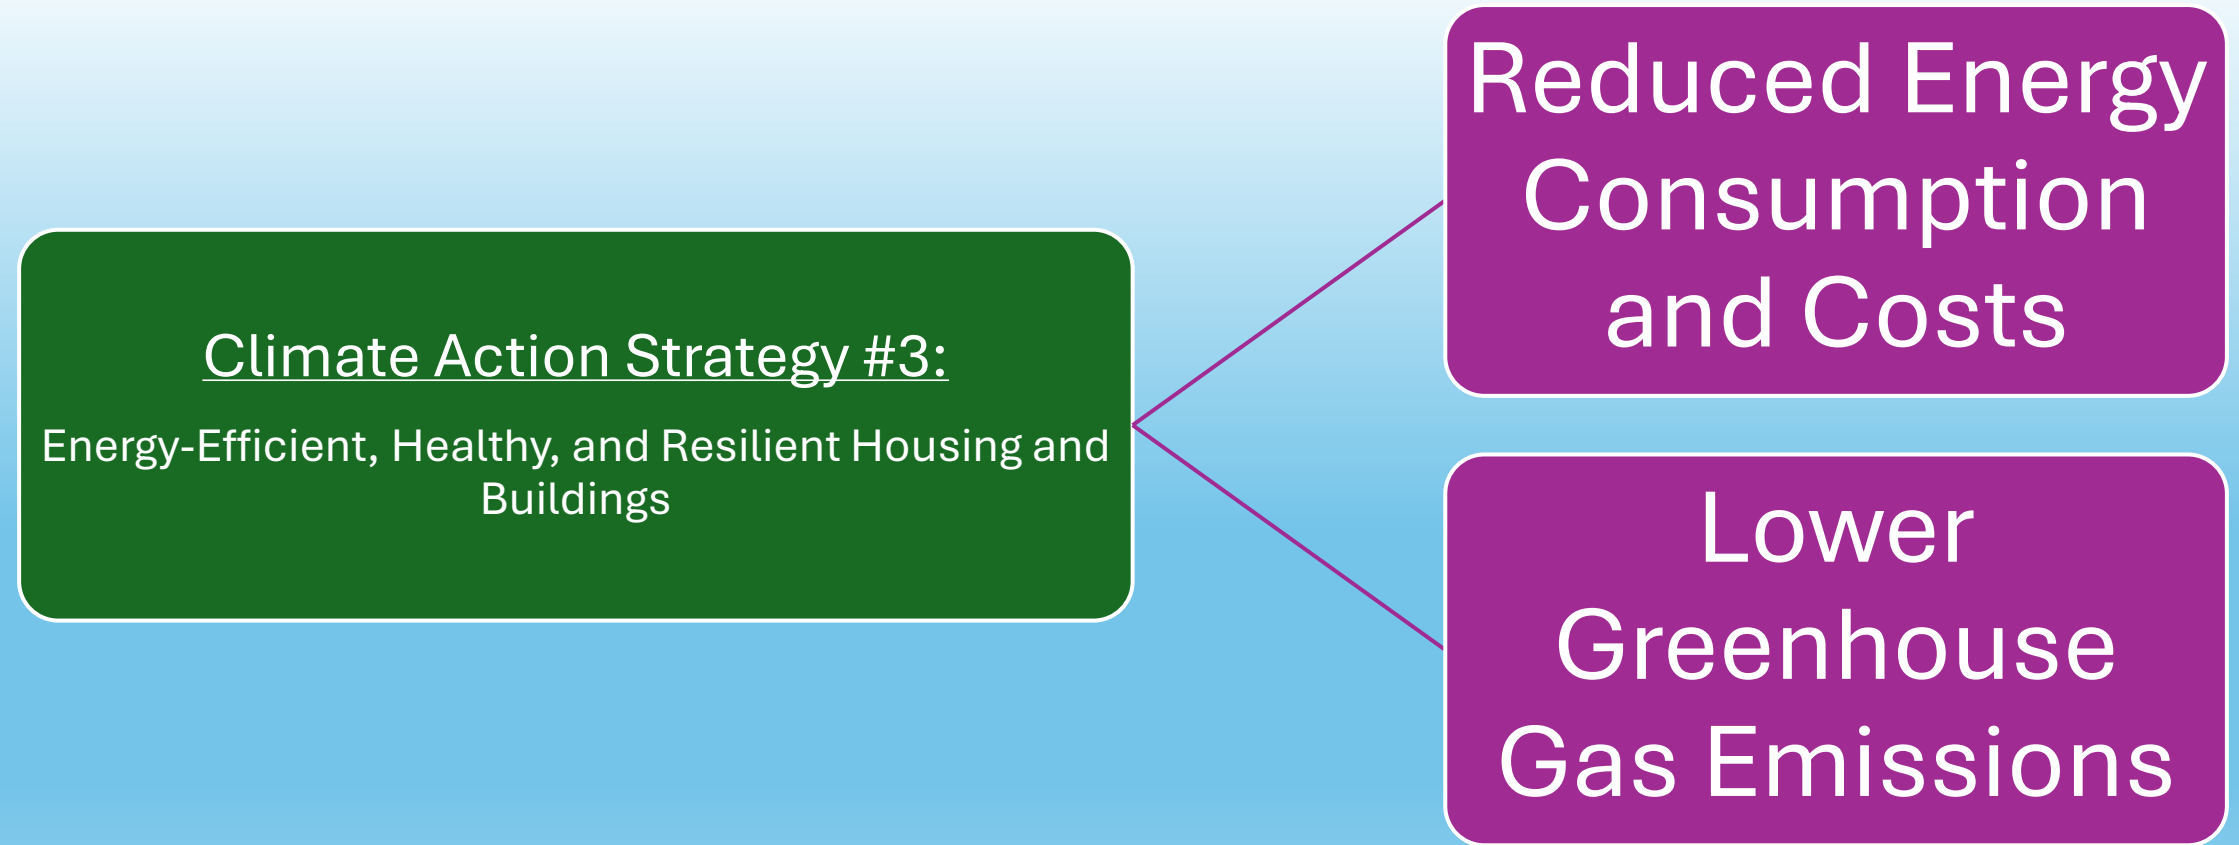 Climate Action Strategy #3:
Energy-Efficient, Healthy, and Resilient Housing and
Buildings
Reduced Energy
Consumption
and Costs
Lower
Greenhouse
Gas Emissions